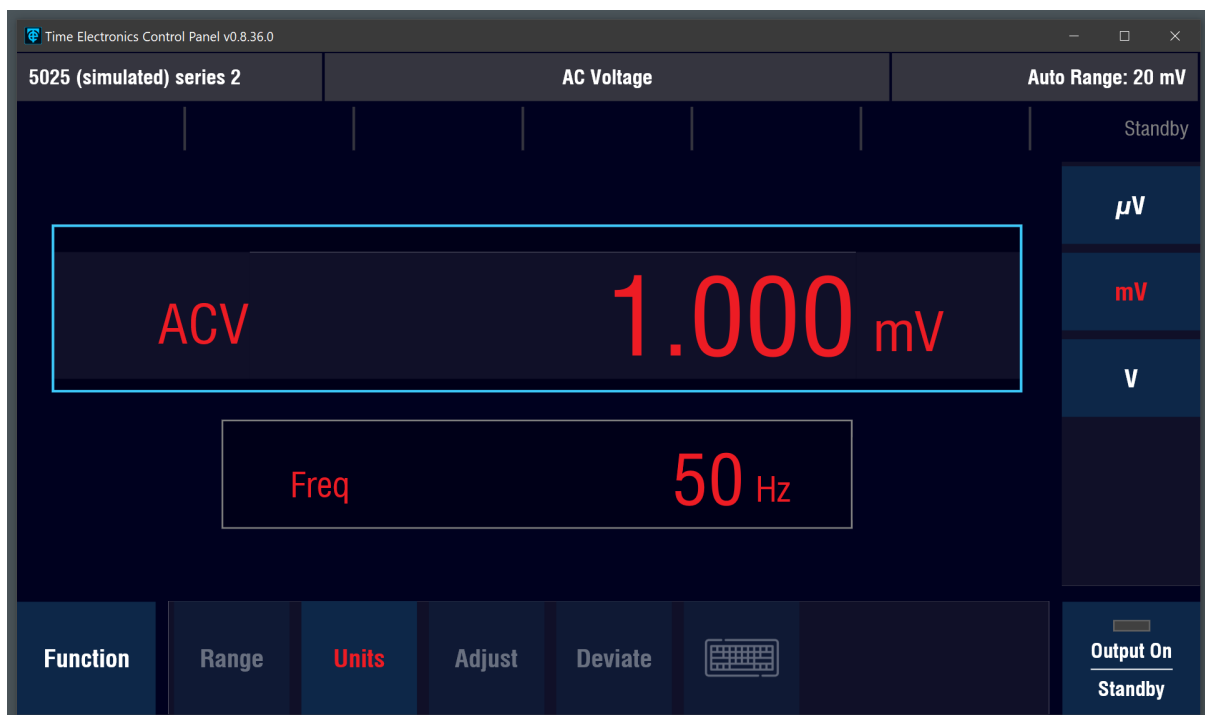 Time Electronics Control Panel v0.8.36.0
5025 (simulated) series 2
AC Voltage
Auto Range: 20 mV
Standby
µV
mV
V
ACV 1.000 mV
Freq 50 Hz
Function
Range
Units
Adjust
Deviate
Output On
Standby